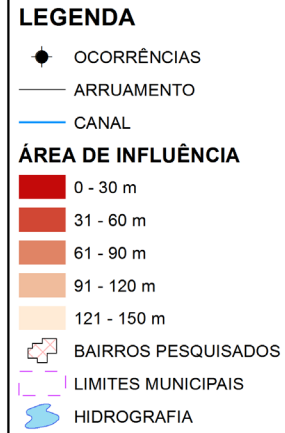 LEGENDA
OCORRÊNCIAS
ARRUAMENTO
CANAL
ÁREA DE INFLUÊNCIA
0 - 30 m
31 - 60 m
61 - 90 m
91 - 120 m
121 - 150 m
BAIRROS PESQUISADOS
LIMITES MUNICIPAIS
HIDROGRAFIA